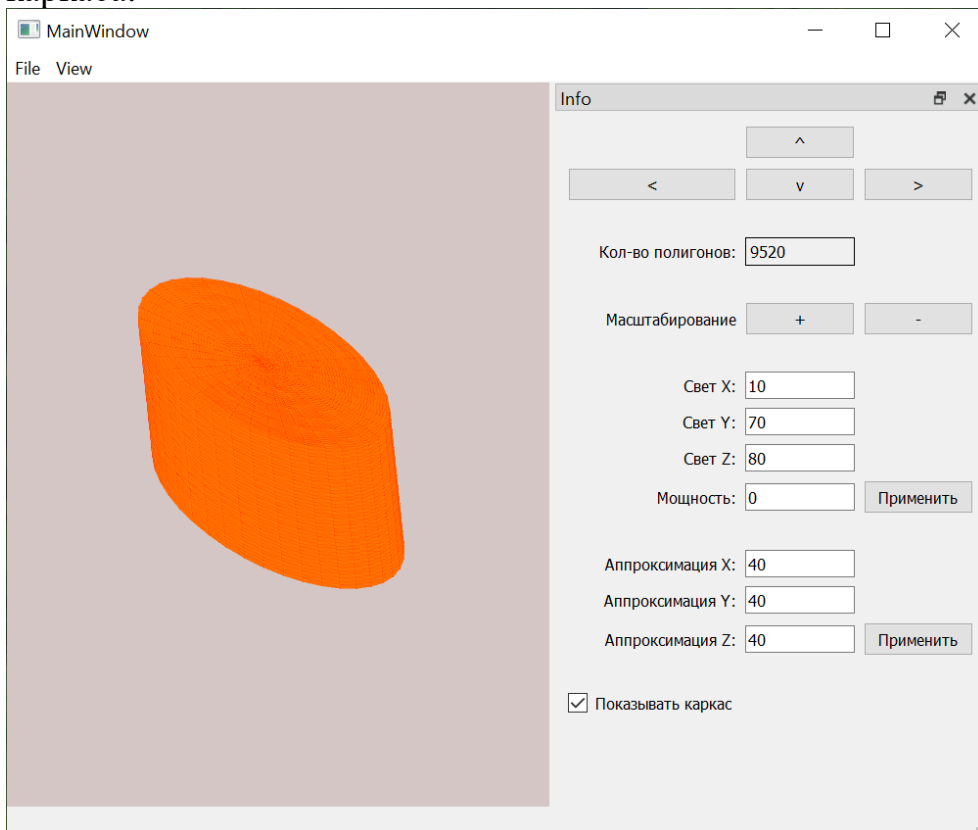 каркаса.
MainWindow
File View
Info
^
< v >
Кол-во полигонов: 9520
Масштабирование + -
Свет X: 10
Свет Y: 70
Свет Z: 80
Мощность: 0 Применить
Аппроксимация X: 40
Аппроксимация Y: 40
Аппроксимация Z: 40 Применить
Показывать каркас